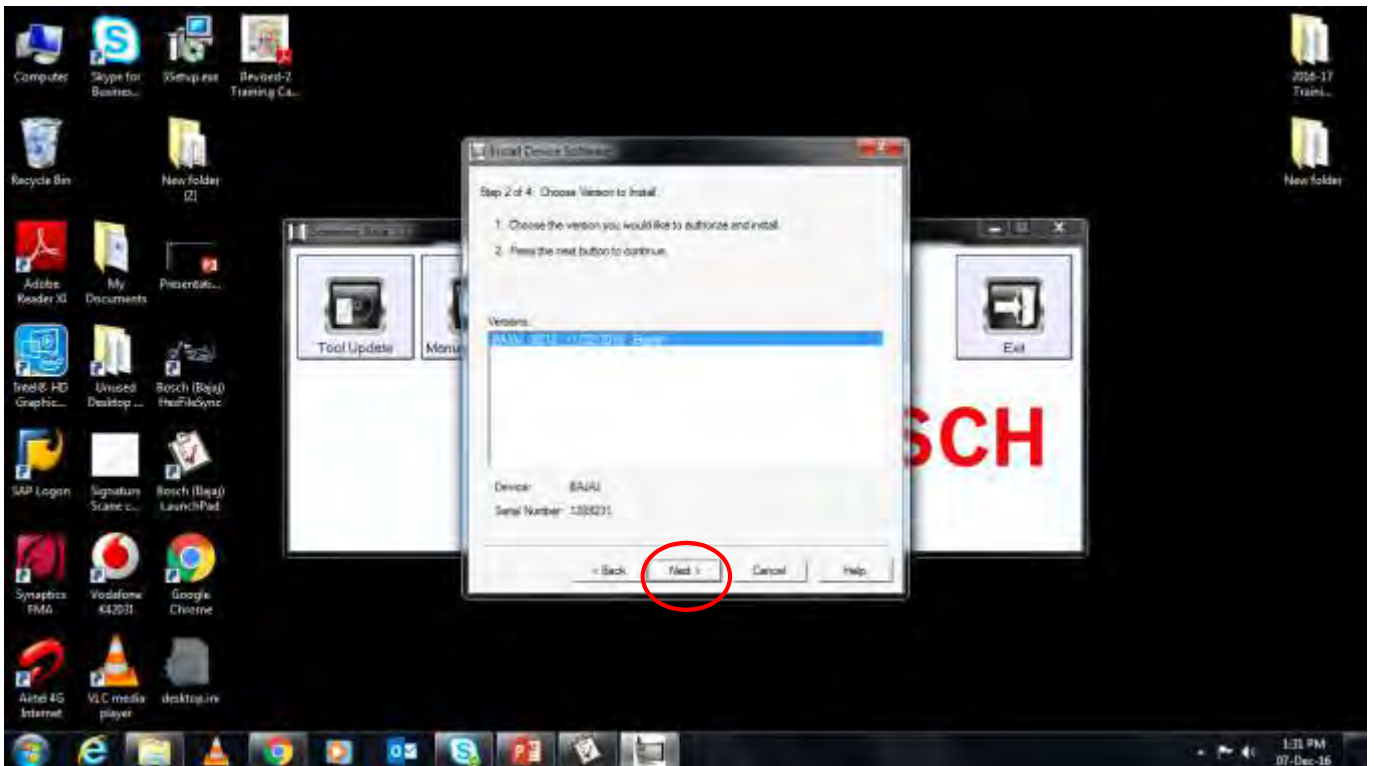 Computer
Skype for
Busines...
SSetup.exe
Revised-2
Training Ca...
2016-17
Traini...
Recycle Bin
New folder
(2)
New folder
Adobe
Reader XI
My
Documents
Presentati...
Intel® HD
Graphic...
Unused
Desktop ...
Bosch (Bajaj)
HexFileSync
SAP Logon
Signature
Scane c...
Bosch (Bajaj)
LaunchPad
Synaptics
FMA
Vodafone
K42031
Google
Chrome
Airtel 4G
Internet
VLC media
player
desktop.ini
Tool Update
Exit
SCH
Install Device Software
Step 2 of 4: Choose Version to Install
1. Choose the version you would like to authorize and install.
2. Press the next button to continue.
Versions:
Device: BAJAJ
Serial Number:
< Back
Next >
Cancel
Help
1:31 PM
07-Dec-16